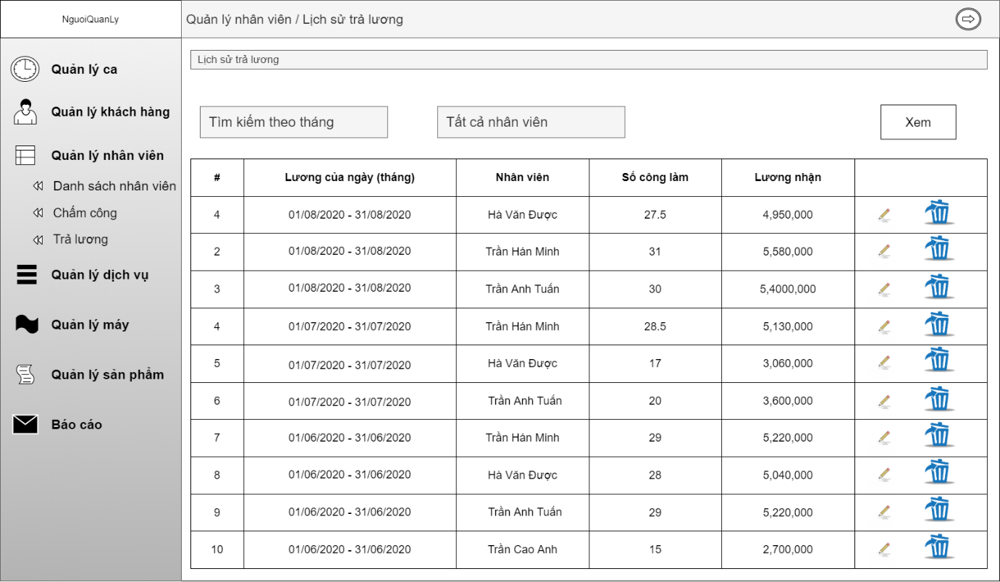 NguoiQuanLy
Quản lý nhân viên / Lịch sử trả lương
Quản lý ca
Quản lý khách hàng
Quản lý nhân viên
Danh sách nhân viên
Chấm công
Trả lương
Quản lý dịch vụ
Quản lý máy
Quản lý sản phẩm
Báo cáo
Lịch sử trả lương
Tìm kiếm theo tháng Tất cả nhân viên Xem
# Lương của ngày (tháng) Nhân viên Số công làm Lương nhận
4 01/08/2020 - 31/08/2020 Hà Văn Được 27.5 4,950,000
2 01/08/2020 - 31/08/2020 Trần Hán Minh 31 5,580,000
3 01/08/2020 - 31/08/2020 Trần Anh Tuấn 30 5,4000,000
4 01/07/2020 - 31/07/2020 Trần Hán Minh 28.5 5,130,000
5 01/07/2020 - 31/07/2020 Hà Văn Được 17 3,060,000
6 01/07/2020 - 31/07/2020 Trần Anh Tuấn 20 3,600,000
7 01/06/2020 - 31/06/2020 Trần Hán Minh 29 5,220,000
8 01/06/2020 - 31/06/2020 Hà Văn Được 28 5,040,000
9 01/06/2020 - 31/06/2020 Trần Anh Tuấn 29 5,220,000
10 01/06/2020 - 31/06/2020 Trần Cao Anh 15 2,700,000